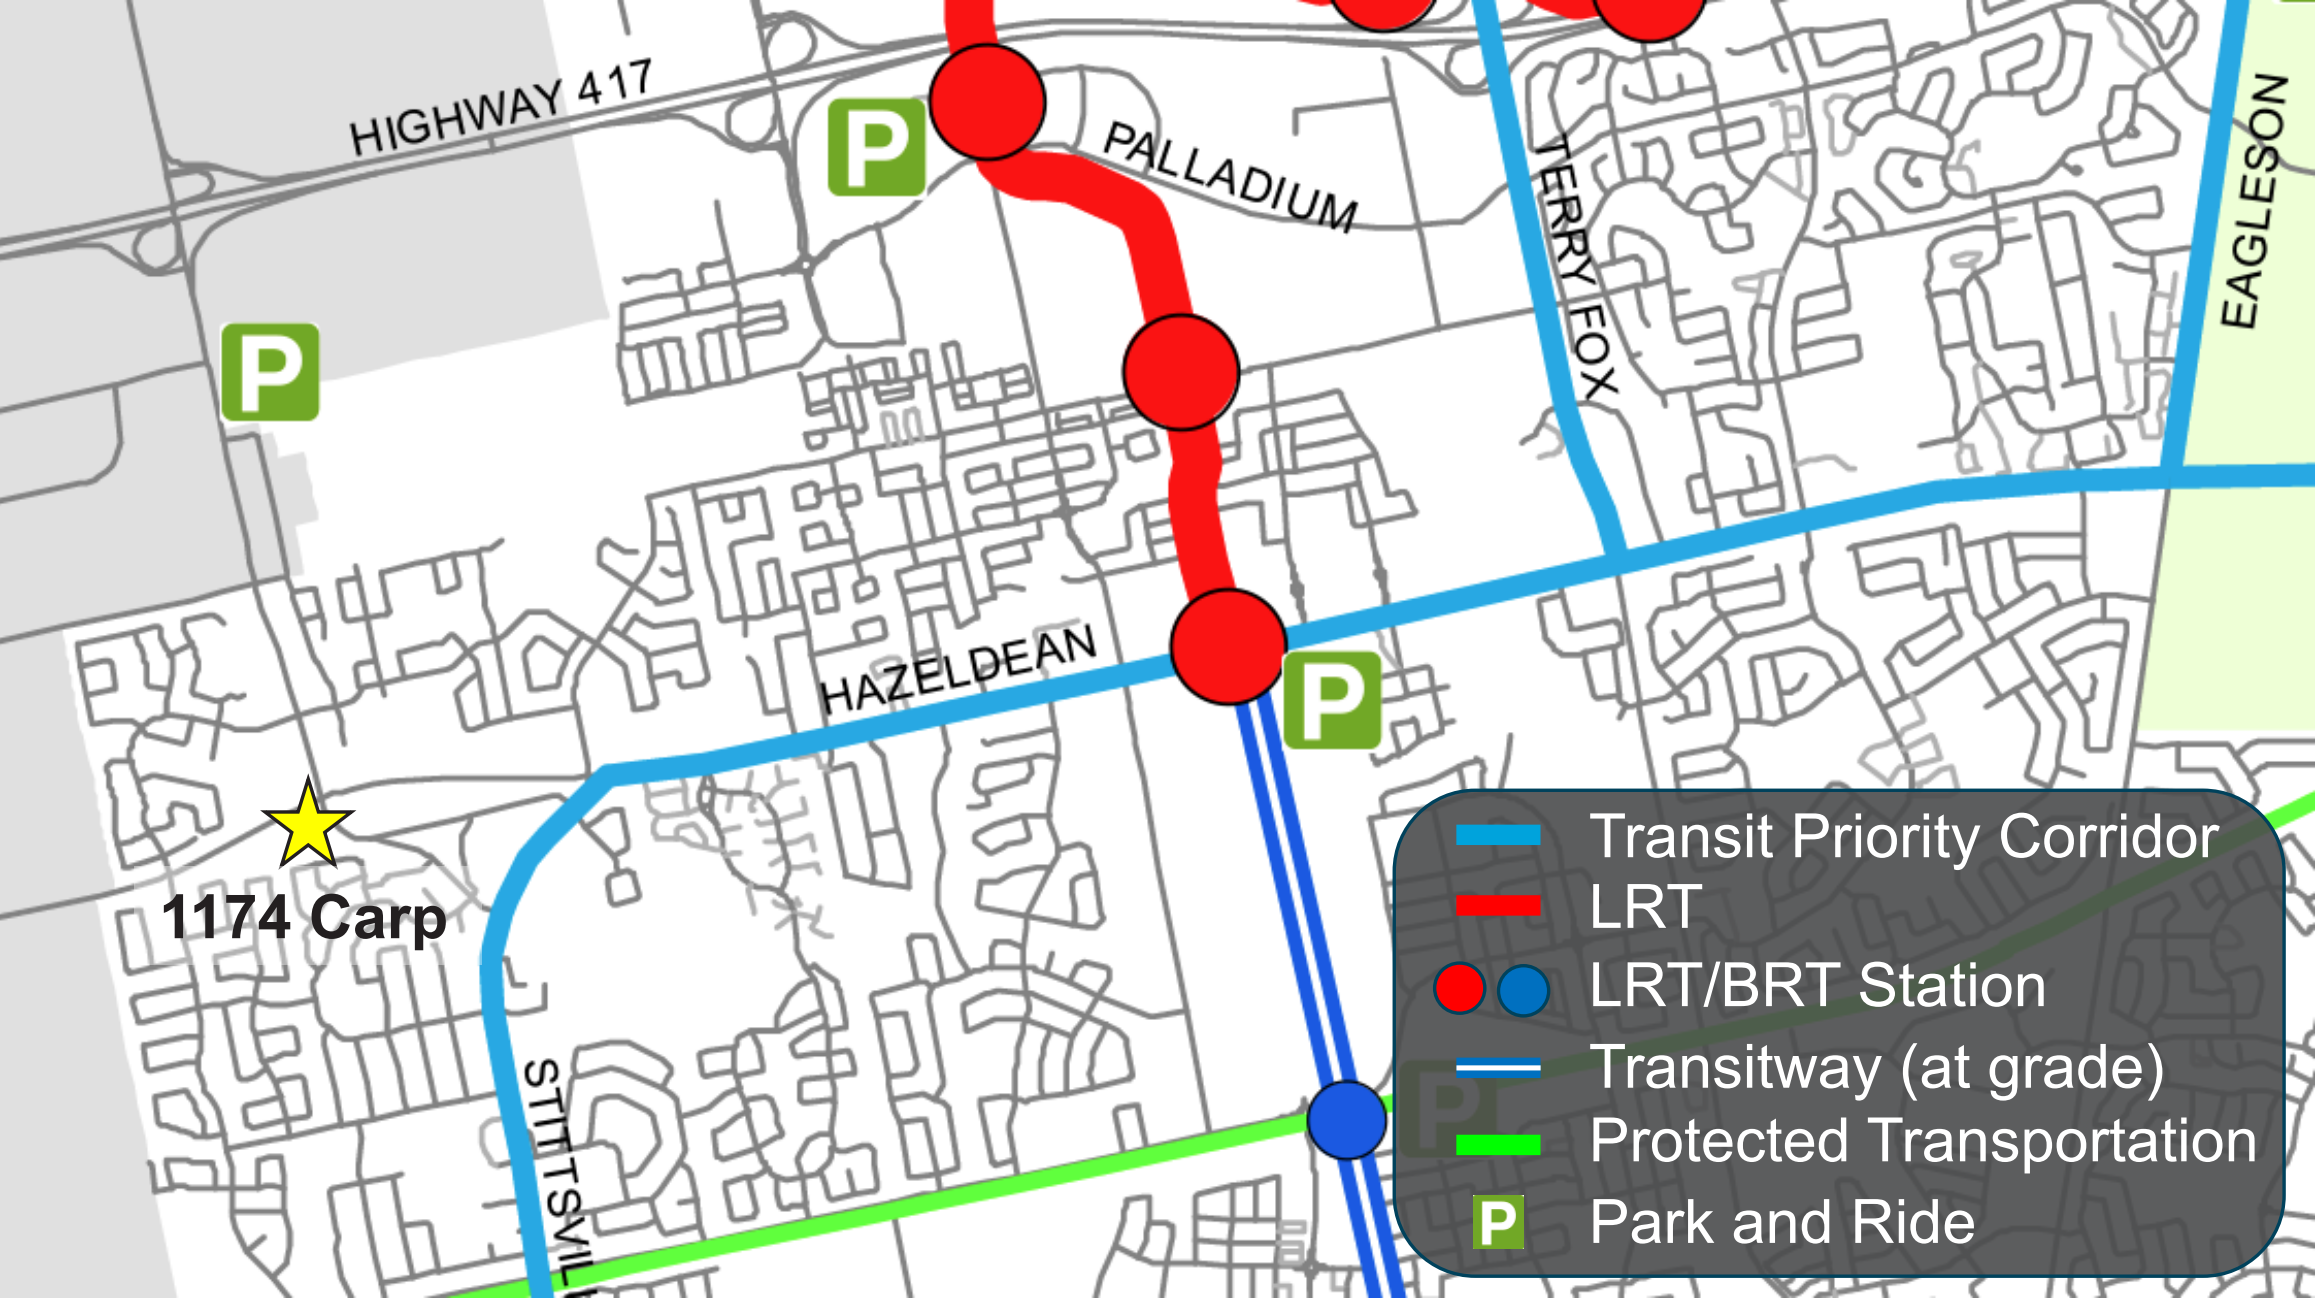 HIGHWAY 417
P
PALLADIUM
TERRY FOX
EAGLESON
P
HAZELDEAN
P
1174 Carp
STITTSVIL
Transit Priority Corridor
LRT
LRT/BRT Station
Transitway (at grade)
Protected Transportation
P
P Park and Ride